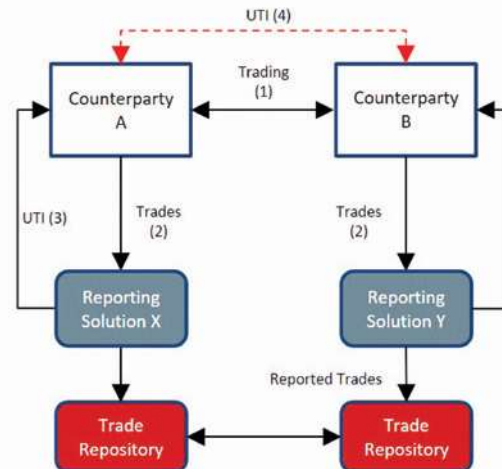 UTI (4)
Trading
(1)
Counterparty
A
Counterparty
B
UTI (3)
Trades
(2)
Trades
(2)
Reporting
Solution X
Reporting
Solution Y
Reported Trades
Trade
Repository
Trade
Repository